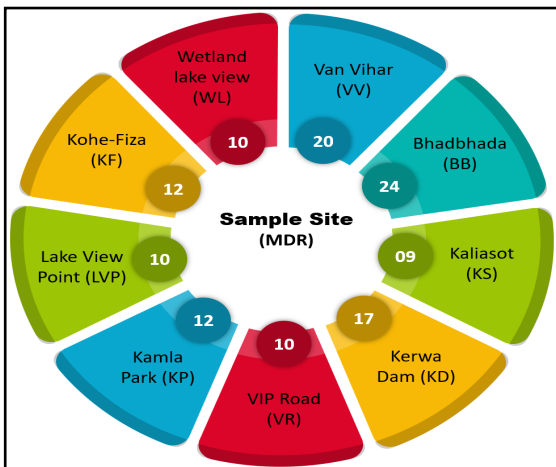 Wetland
lake view
(WL)
10
Van Vihar
(VV)
20
Bhadbhada
(BB)
24
Kaliasot
(KS)
09
Kerwa
Dam (KD)
17
VIP Road
(VR)
10
Kamla
Park (KP)
12
Lake View
Point (LVP)
10
Kohe-Fiza
(KF)
12
Sample Site
(MDR)